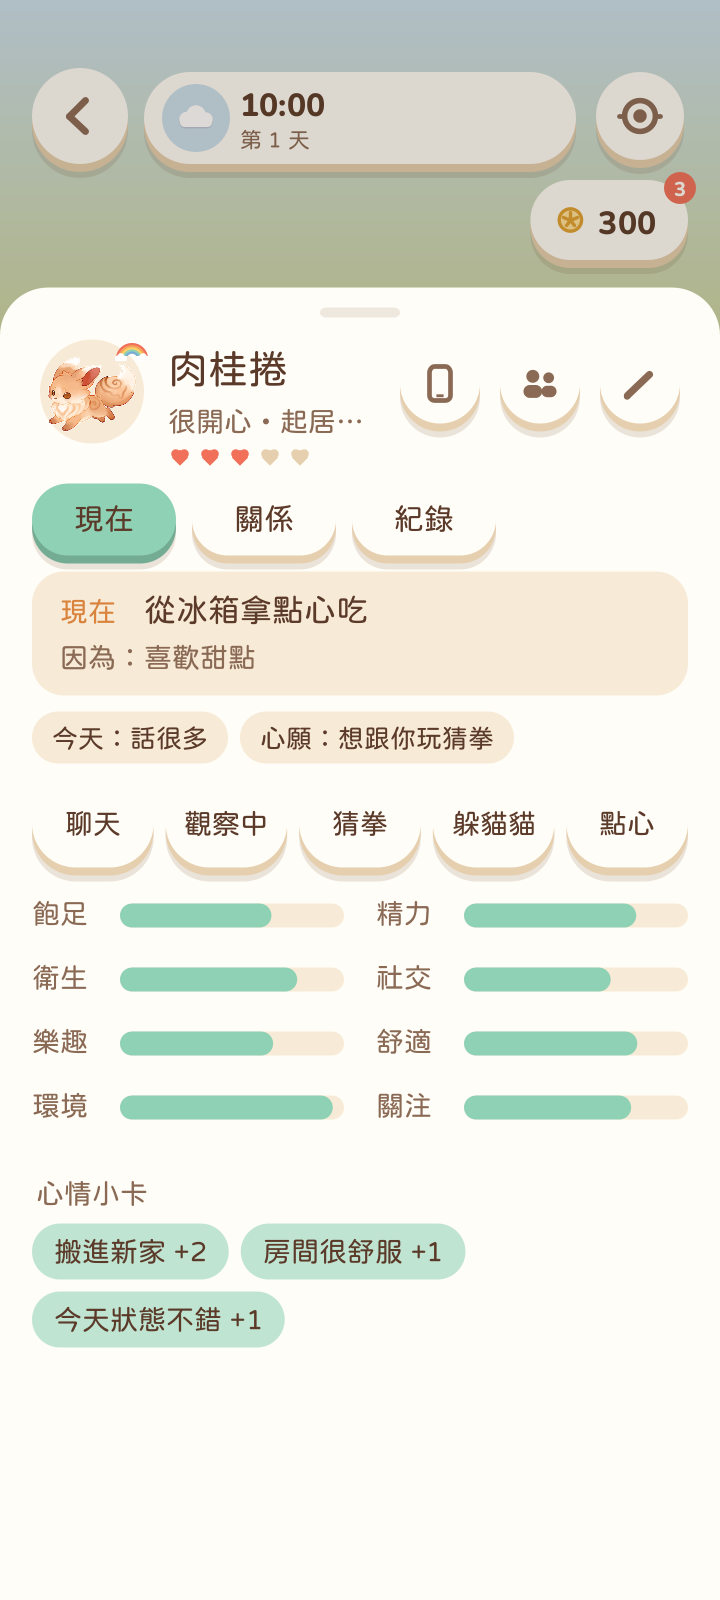 10:00
第 1 天
3
300
肉桂捲
很開心・起居…
現在 關係 紀錄
現在 從冰箱拿點心吃
因為：喜歡甜點
今天：話很多 心願：想跟你玩猜拳
聊天 觀察中 猜拳 躲貓貓 點心
飽足 精力
衛生 社交
樂趣 舒適
環境 關注
心情小卡
搬進新家 +2 房間很舒服 +1
今天狀態不錯 +1